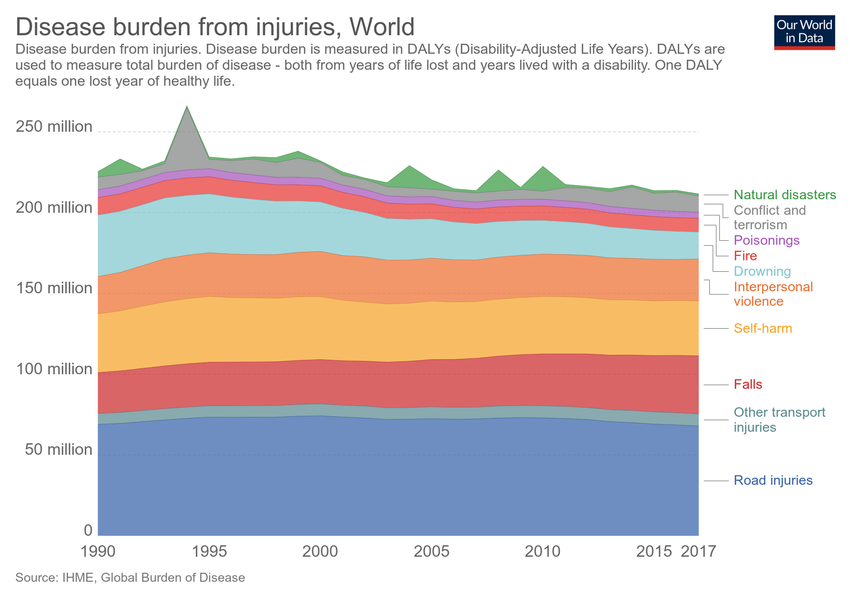 Disease burden from injuries, World
Our World
in Data
Disease burden from injuries. Disease burden is measured in DALYs (Disability-Adjusted Life Years). DALYs are
used to measure total burden of disease - both from years of life lost and years lived with a disability. One DALY
equals one lost year of healthy life.
250 million
200 million
150 million
100 million
50 million
0
1990
1995
2000
2005
2010
2015
2017
Natural disasters
Conflict and
terrorism
Poisonings
Fire
Drowning
Interpersonal
violence
Self-harm
Falls
Other transport
injuries
Road injuries
Source: IHME, Global Burden of Disease